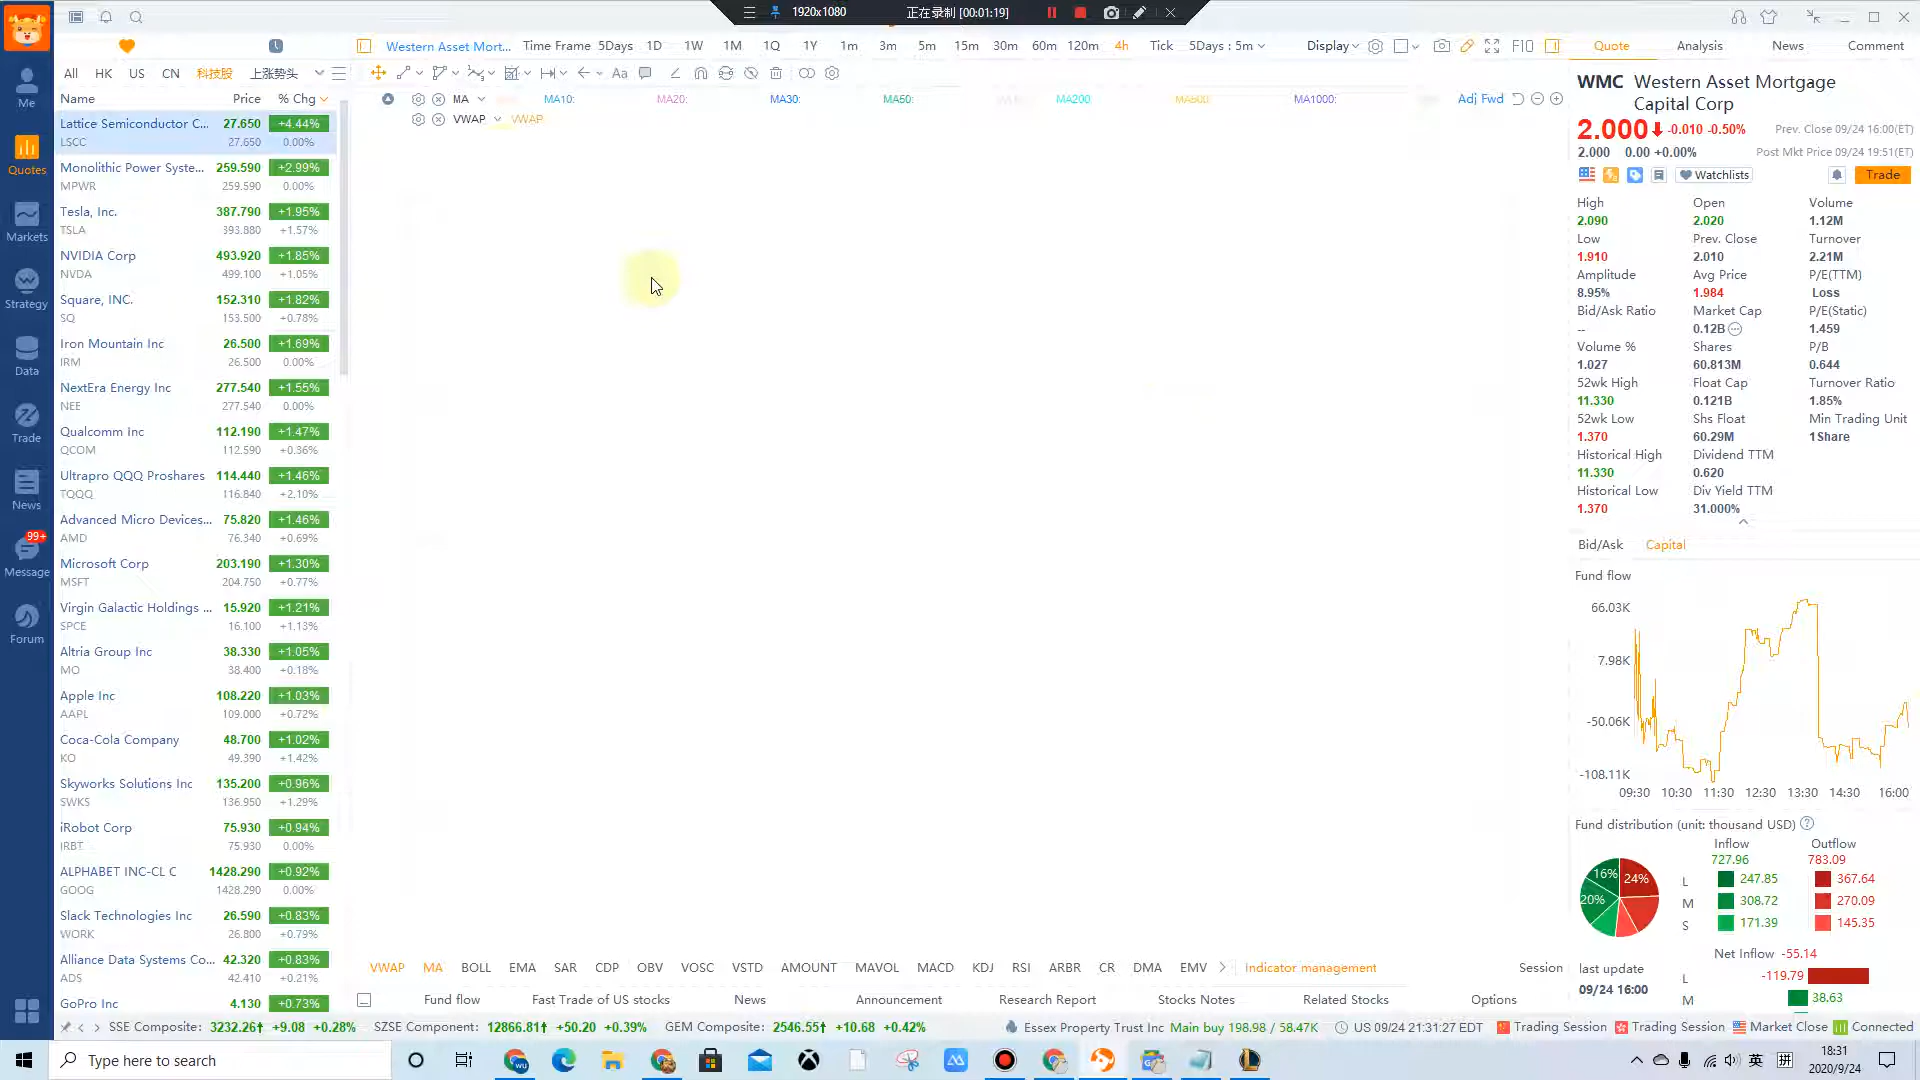 1920x1080 正在录制 [00:01:19]
Western Asset Mort... Time Frame 5Days 1D 1W 1M 1Q 1Y 1m 3m 5m 15m 30m 60m 120m 4h Tick 5Days : 5m Display F10 Quote Analysis News Comment
All HK US CN 科技股 上涨势头 Aa
Name Price % Chg
MA MA10: MA20: MA30: MA50: MA200: MA1000: Adj Fwd
VWAP VWAP
Lattice Semiconductor C... 27.650 +4.44%
LSCC 27.650 0.00%
Monolithic Power Syste... 259.590 +2.99%
MPWR 259.590 0.00%
Tesla, Inc. 387.790 +1.95%
TSLA 393.880 +1.57%
NVIDIA Corp 493.920 +1.85%
NVDA 499.100 +1.05%
Square, INC. 152.310 +1.82%
SQ 153.500 +0.78%
Iron Mountain Inc 26.500 +1.69%
IRM 26.500 0.00%
NextEra Energy Inc 277.540 +1.55%
NEE 277.540 0.00%
Qualcomm Inc 112.190 +1.47%
QCOM 112.590 +0.36%
Ultrapro QQQ Proshares 114.440 +1.46%
TQQQ 116.840 +2.10%
Advanced Micro Devices... 75.820 +1.46%
AMD 76.340 +0.69%
Microsoft Corp 203.190 +1.30%
MSFT 204.750 +0.77%
Virgin Galactic Holdings ... 15.920 +1.21%
SPCE 16.100 +1.13%
Altria Group Inc 38.330 +1.05%
MO 38.400 +0.18%
Apple Inc 108.220 +1.03%
AAPL 109.000 +0.72%
Coca-Cola Company 48.700 +1.02%
KO 49.390 +1.42%
Skyworks Solutions Inc 135.200 +0.96%
SWKS 136.950 +1.29%
iRobot Corp 75.930 +0.94%
IRBT 75.930 0.00%
ALPHABET INC-CL C 1428.290 +0.92%
GOOG 1428.290 0.00%
Slack Technologies Inc 26.590 +0.83%
WORK 26.800 +0.79%
Alliance Data Systems Co... 42.320 +0.83%
ADS 42.410 +0.21%
GoPro Inc 4.130 +0.73%
Me
Quotes
Markets
Strategy
Data
Trade
News
99+
Message
Forum
WMC Western Asset Mortgage
Capital Corp
2.000 -0.010 -0.50% Prev. Close 09/24 16:00(ET)
2.000 0.00 +0.00% Post Mkt Price 09/24 19:51(ET)
Watchlists Trade
High Open Volume
2.090 2.020 1.12M
Low Prev. Close Turnover
1.910 2.010 2.21M
Amplitude Avg Price P/E(TTM)
8.95% 1.984 Loss
Bid/Ask Ratio Market Cap P/E(Static)
-- 0.12B 1.459
Volume % Shares P/B
1.027 60.813M 0.644
52wk High Float Cap Turnover Ratio
11.330 0.121B 1.85%
52wk Low Shs Float Min Trading Unit
1.370 60.29M 1Share
Historical High Dividend TTM
11.330 0.620
Historical Low Div Yield TTM
1.370 31.000%
Bid/Ask Capital
Fund flow
66.03K
7.98K
-50.06K
-108.11K
09:30 10:30 11:30 12:30 13:30 14:30 16:00
Fund distribution (unit: thousand USD)
Inflow Outflow
727.96 783.09
16% 24% 20%
L 247.85 367.64
M 308.72 270.09
S 171.39 145.35
Net Inflow -55.14
last update L -119.79
09/24 16:00 M 38.63
VWAP MA BOLL EMA SAR CDP OBV VOSC VSTD AMOUNT MAVOL MACD KDJ RSI ARBR CR DMA EMV Indicator management Session
Fund flow Fast Trade of US stocks News Announcement Research Report Stocks Notes Related Stocks Options
SSE Composite: 3232.26 +9.08 +0.28% SZSE Component: 12866.81 +50.20 +0.39% GEM Composite: 2546.55 +10.68 +0.42% Essex Property Trust Inc Main buy 198.98 / 58.47K US 09/24 21:31:27 EDT Trading Session Trading Session Market Close Connected
Type here to search
英 拼 18:31
2020/9/24